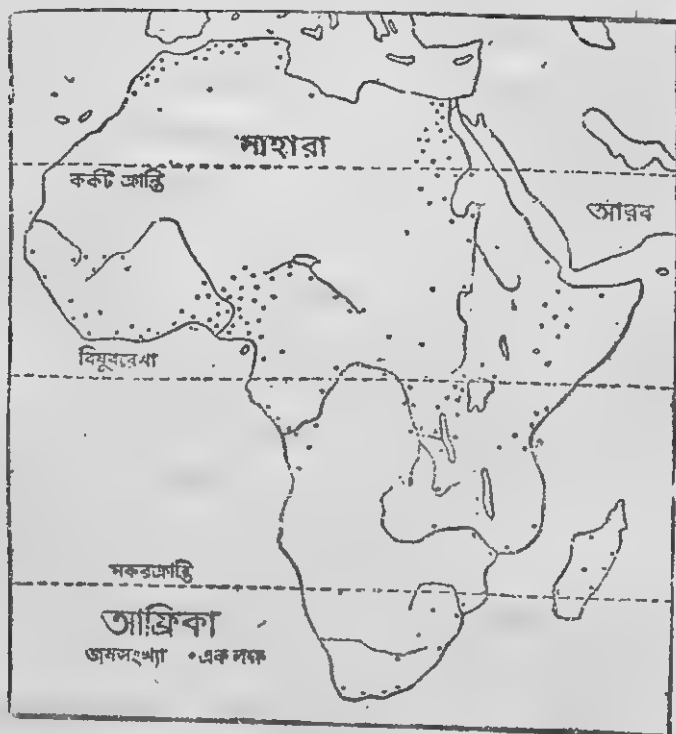 সাহারা
কর্কট ক্রান্তি
আরব
বিষুবরেখা
মকরক্রান্তি
আফ্রিকা
জনসংখ্যা • এক লক্ষ